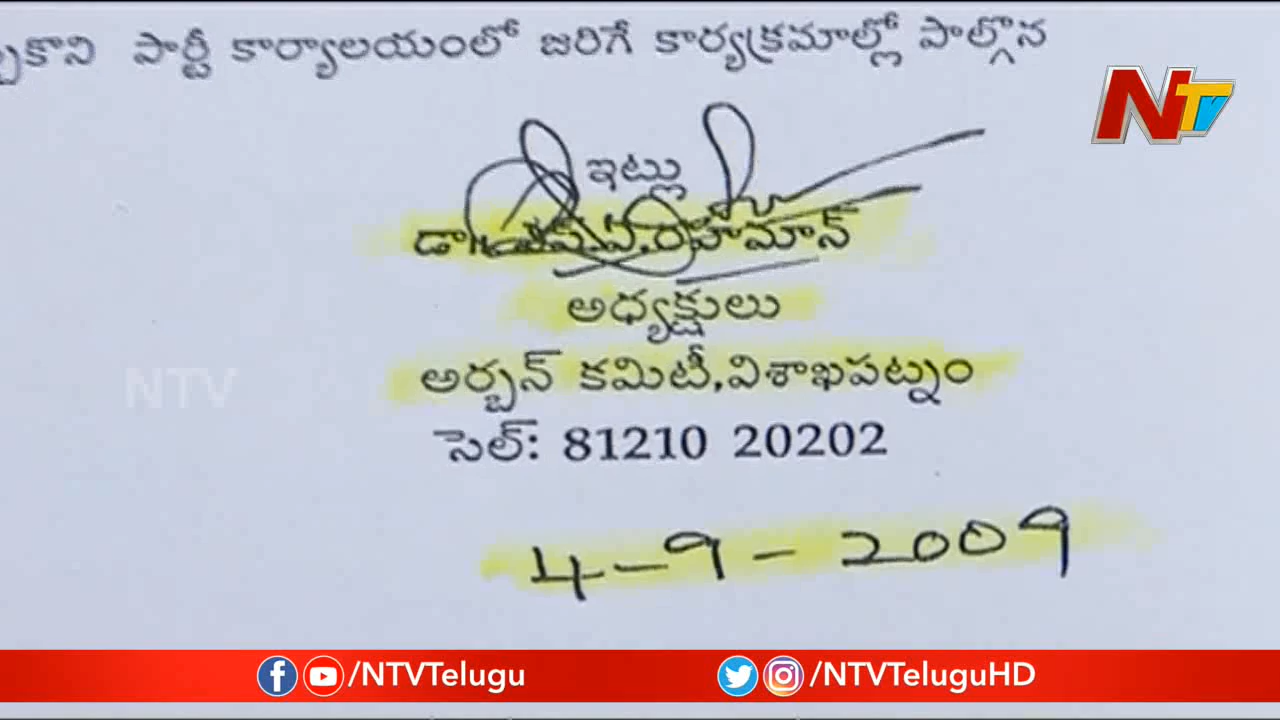 పార్టీ కార్యాలయంలో జరిగే కార్యక్రమాల్లో పాల్గొన
NTV
ఇట్లు
డా॥ రహమాన్
అధ్యక్షులు
అర్బన్ కమిటీ,విశాఖపట్నం
NTV
సెల్: 81210 20202
4-9-2009
/NTVTelugu
/NTVTeluguHD